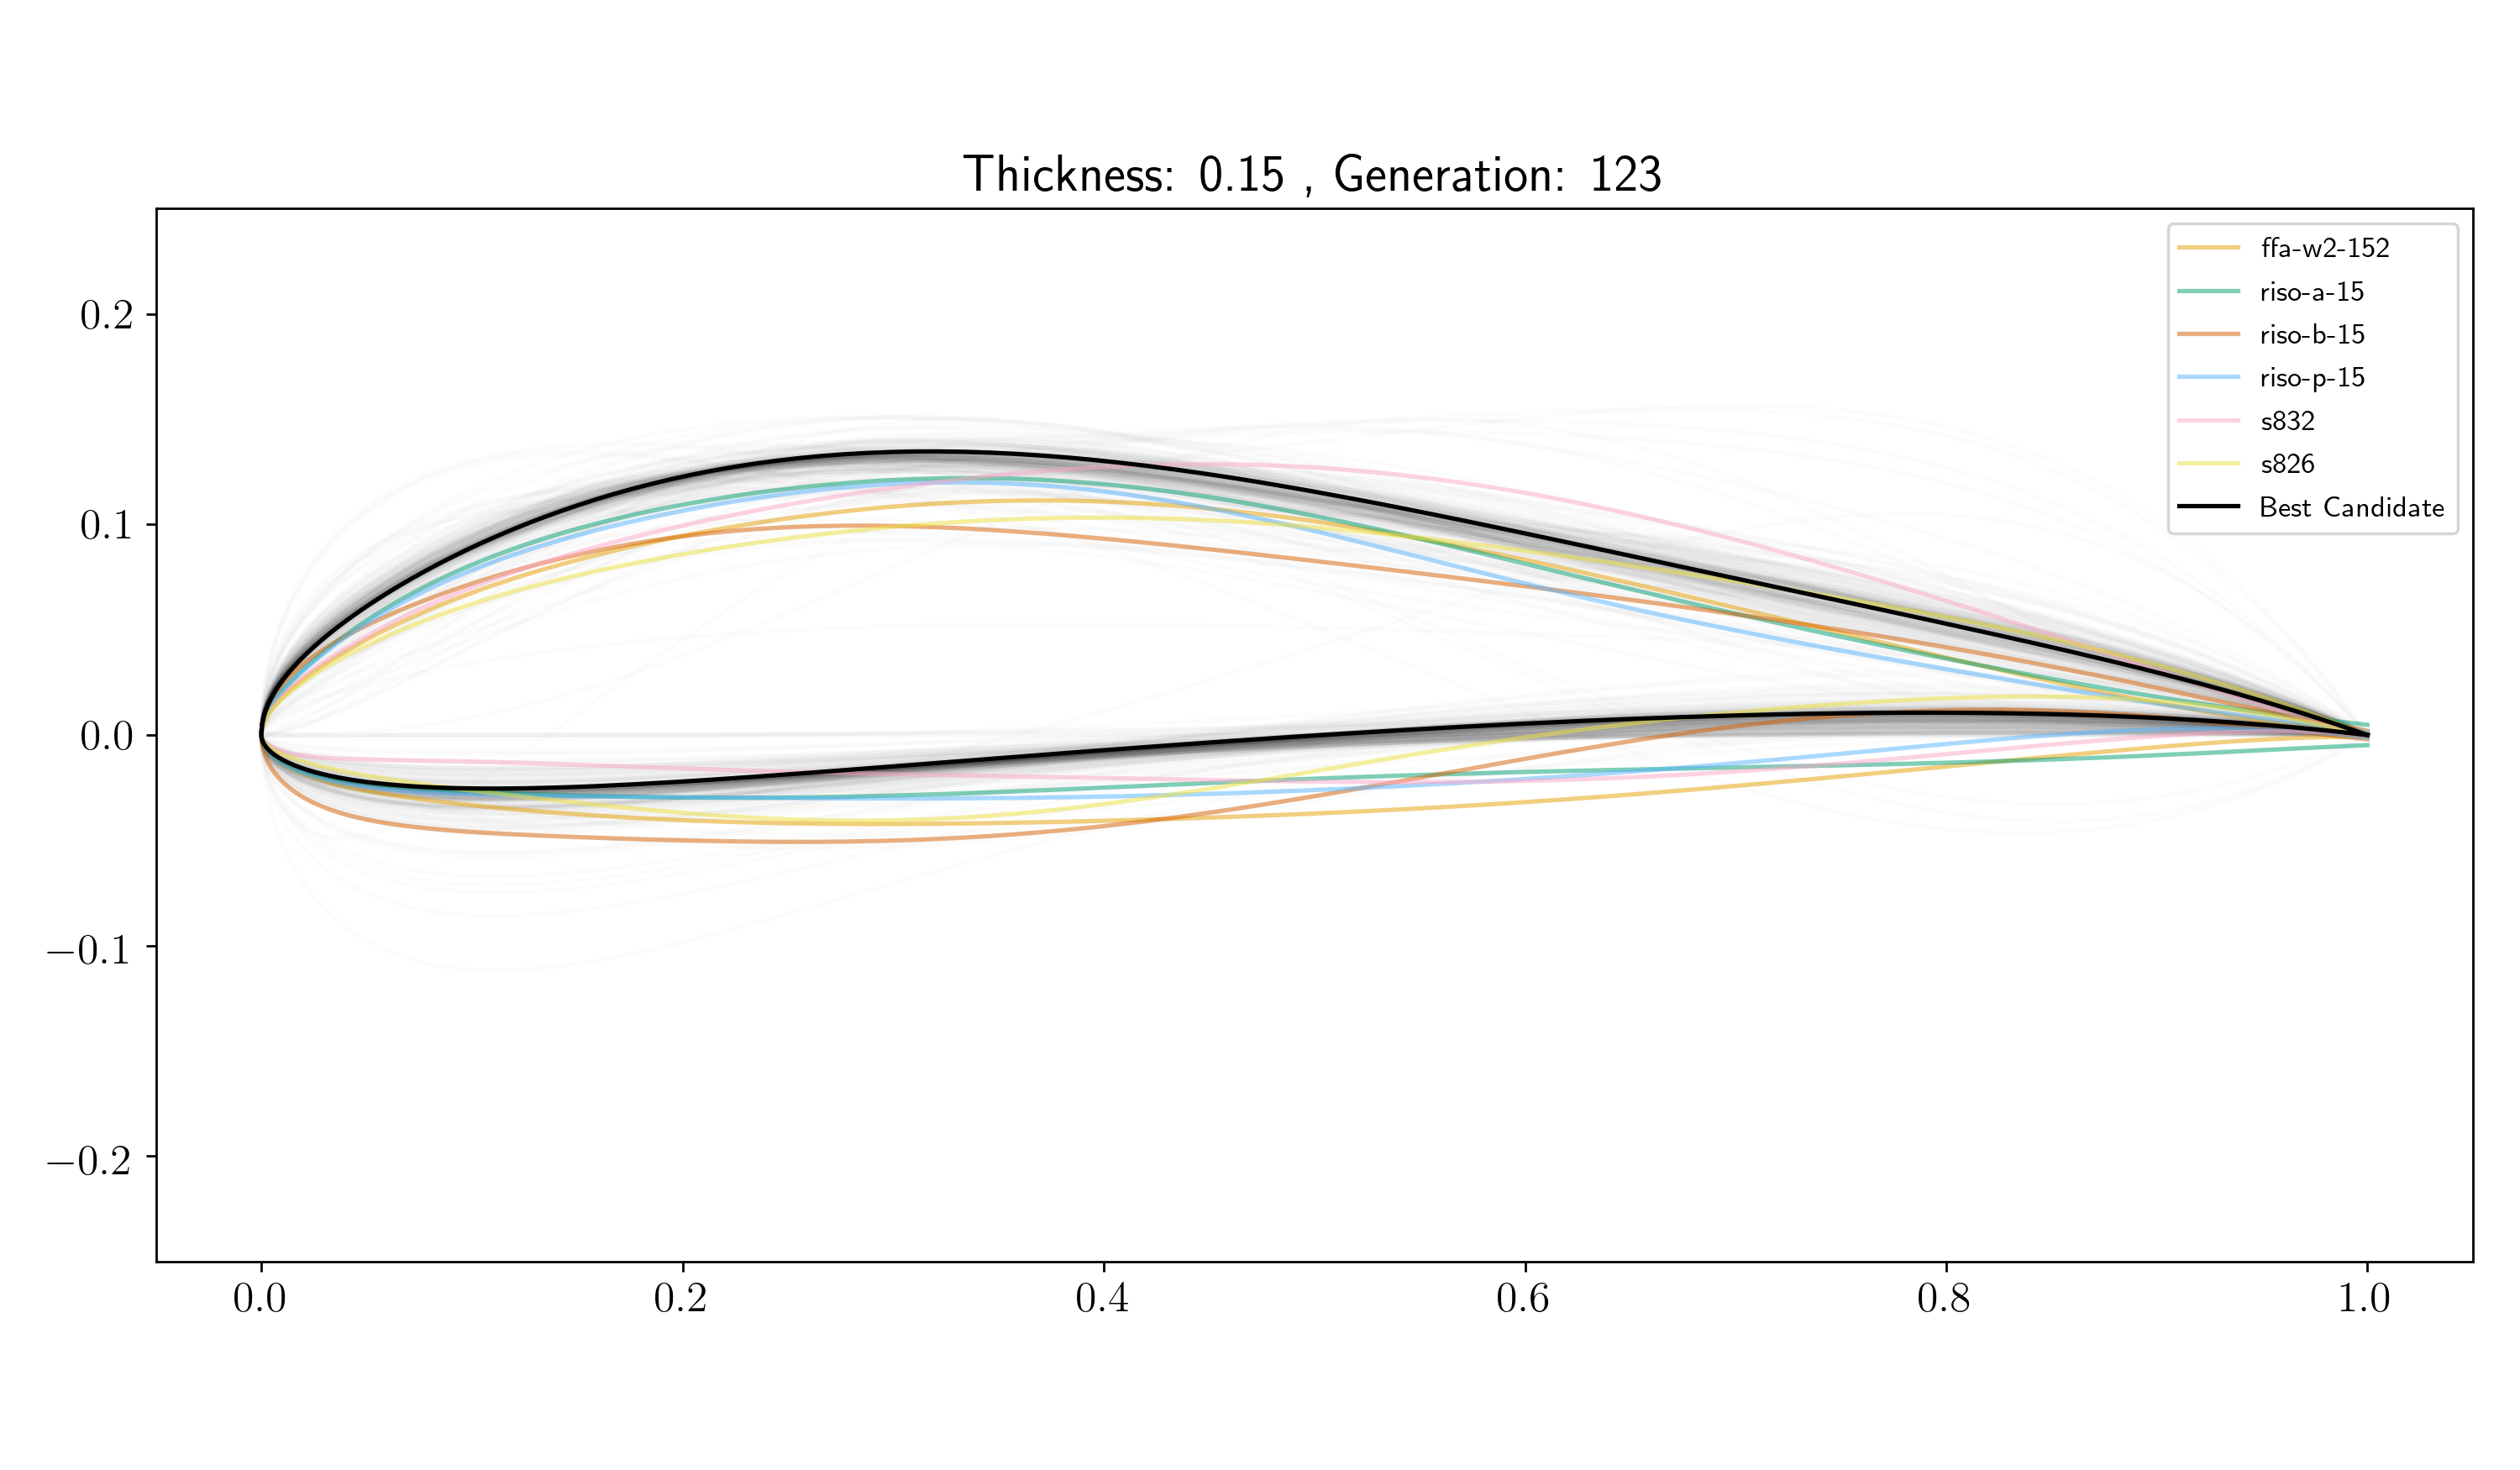 Thickness: 0.15 , Generation: 123
ffa-w2-152
riso-a-15
riso-b-15
riso-p-15
s832
s826
Best Candidate
0.2
0.1
0.0
−0.1
−0.2
0.0 0.2 0.4 0.6 0.8 1.0